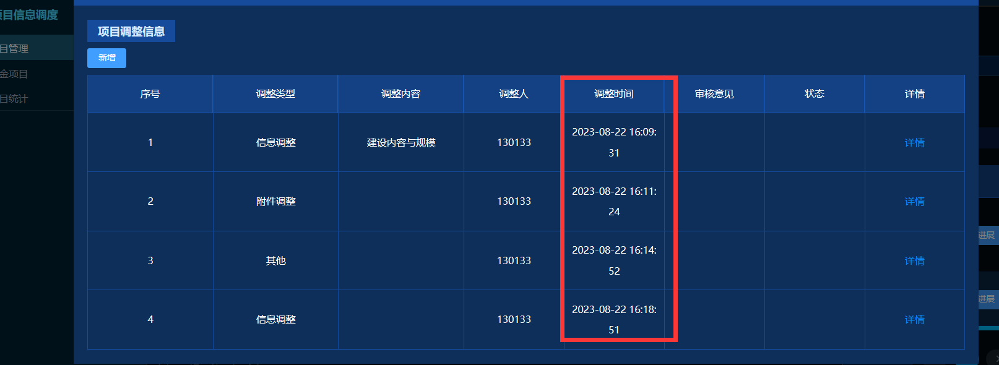 项目信息调度
项目调整信息
目管理
新增
金项目
目统计
序号 调整类型 调整内容 调整人 调整时间 审核意见 状态 详情
1 信息调整 建设内容与规模 130133 2023-08-22 16:09:
31 详情
2 附件调整 130133 2023-08-22 16:11:
24 详情
3 其他 130133 2023-08-22 16:14:
52 详情
4 信息调整 130133 2023-08-22 16:18:
51 详情
进展
进展